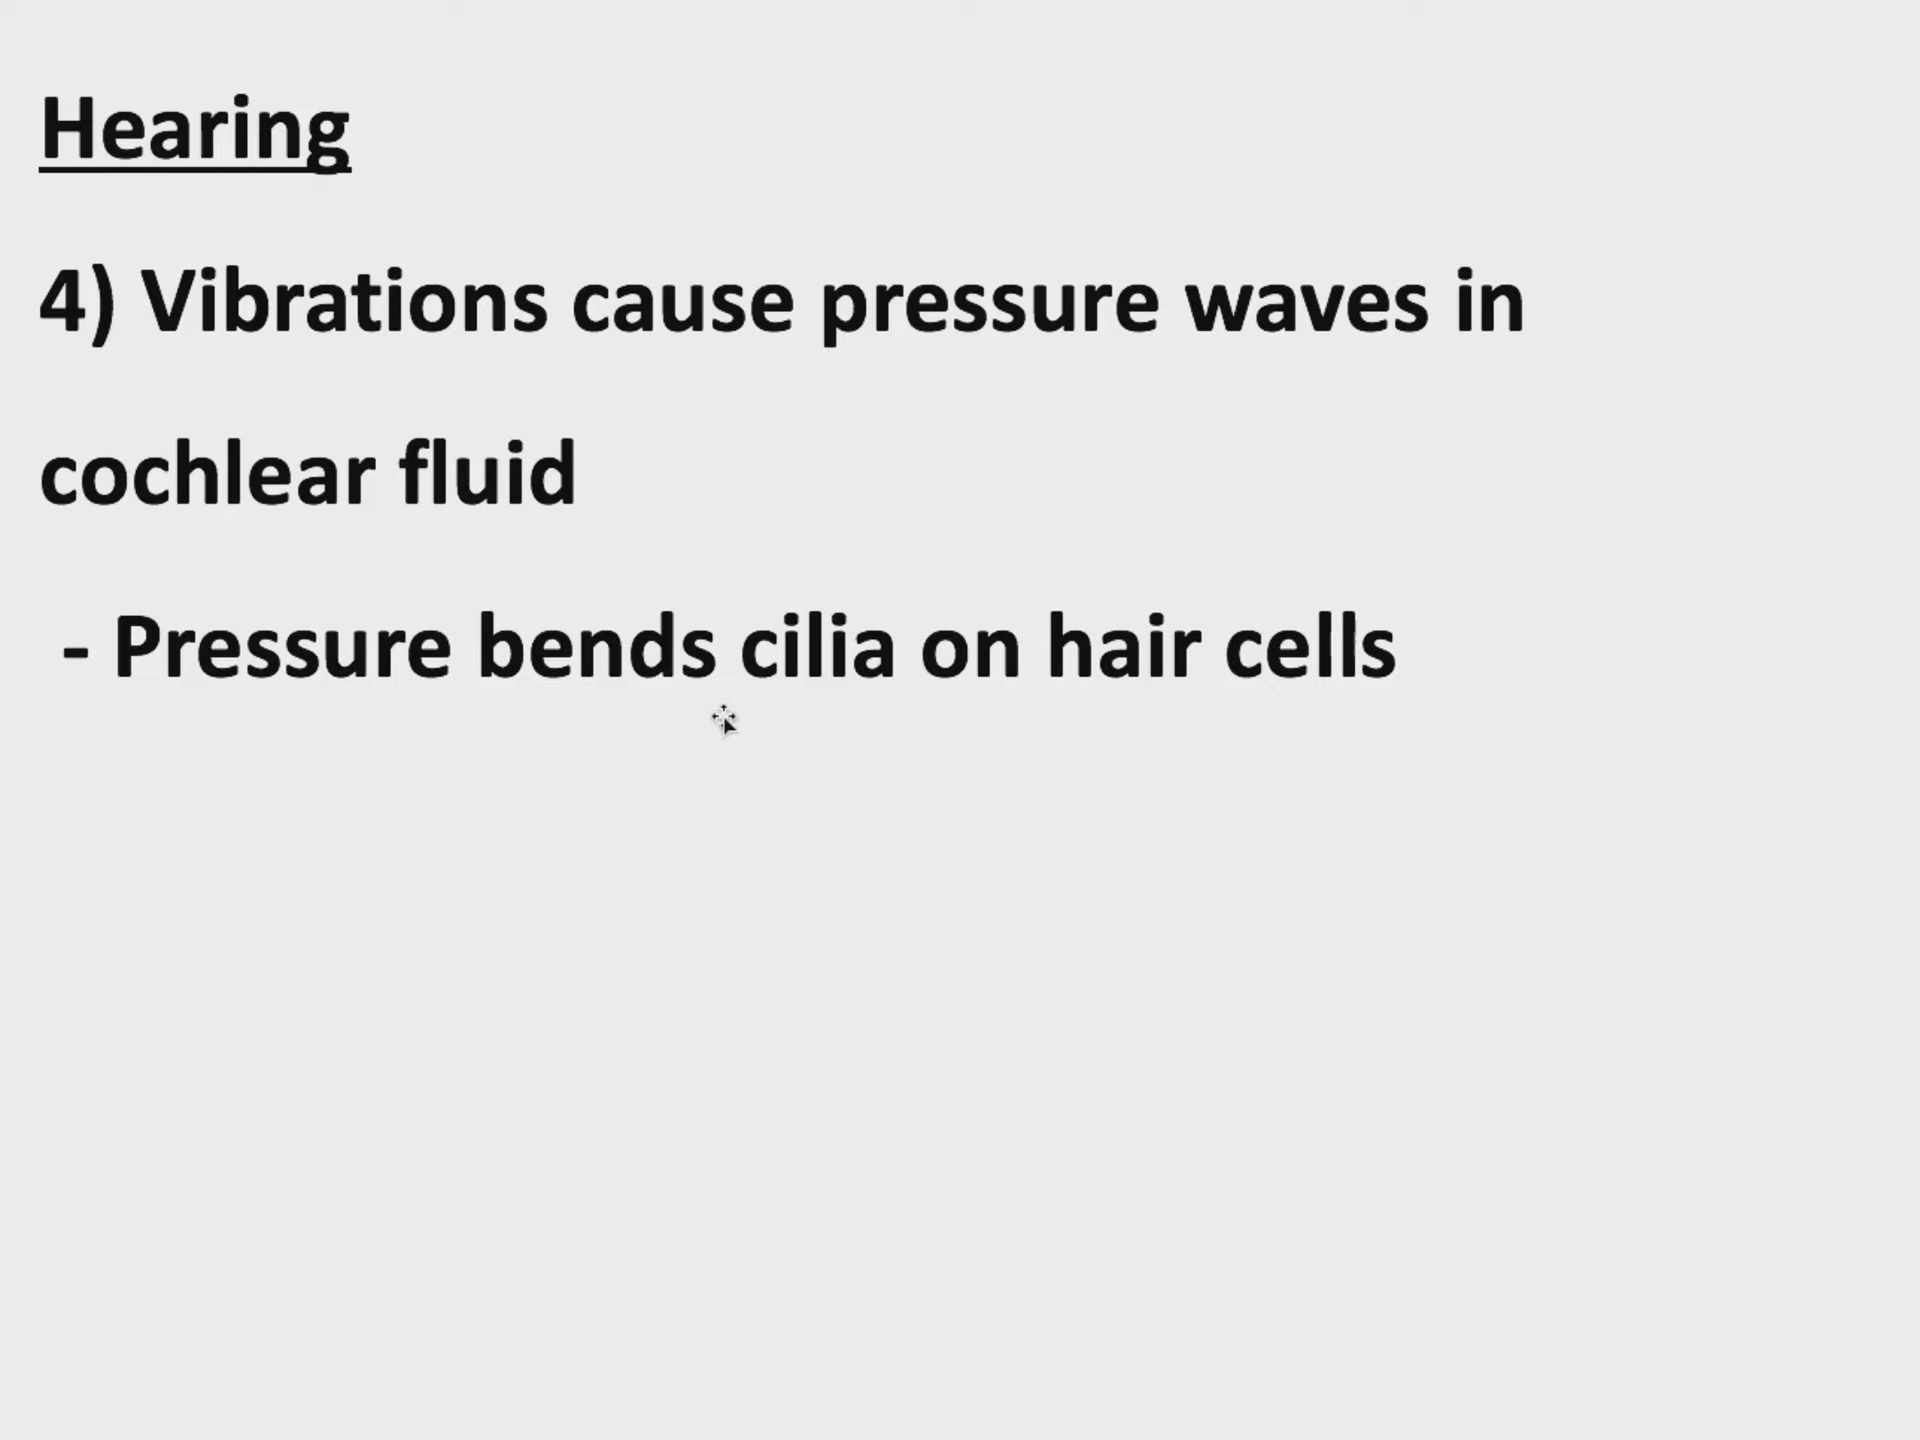 Hearing
4) Vibrations cause pressure waves in
cochlear fluid
- Pressure bends cilia on hair cells